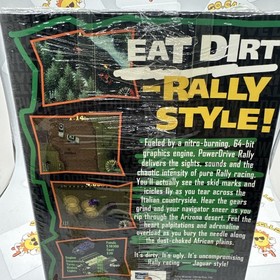 EAT DIRT
-RALLY
STYLE!
Fueled by a nitro-burning, 64-bit
graphics engine, PowerDrive Rally
delivers the sights, sounds and the
chaotic intensity of pure Rally racing.
You'll actually see the skid marks and
icicles fly as you tear across the
Italian countryside. Hear the gears
grind and your navigator sneer as you
rip through the Arizona desert. Feel the
heart palpitations and adrenaline
overload as you bury the needle along
the dust-choked African plains.
It's dirty. It's ugly. It's uncompromising
Rally racing — Jaguar style!